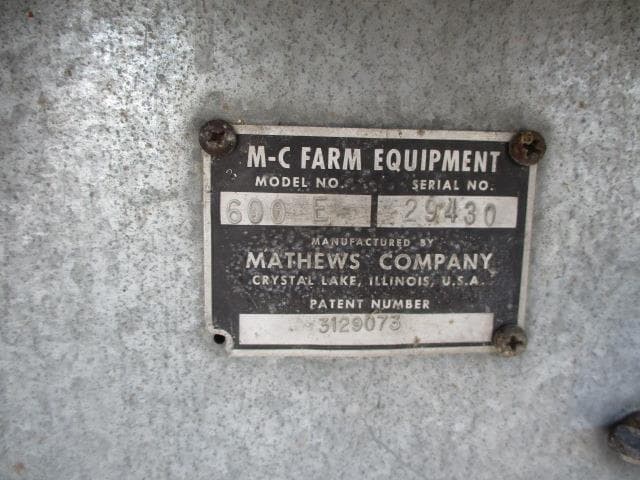 M-C FARM EQUIPMENT
MODEL NO. SERIAL NO.
600 E 29430
MANUFACTURED BY
MATHEWS COMPANY
CRYSTAL LAKE, ILLINOIS, U.S.A.
PATENT NUMBER
3129073